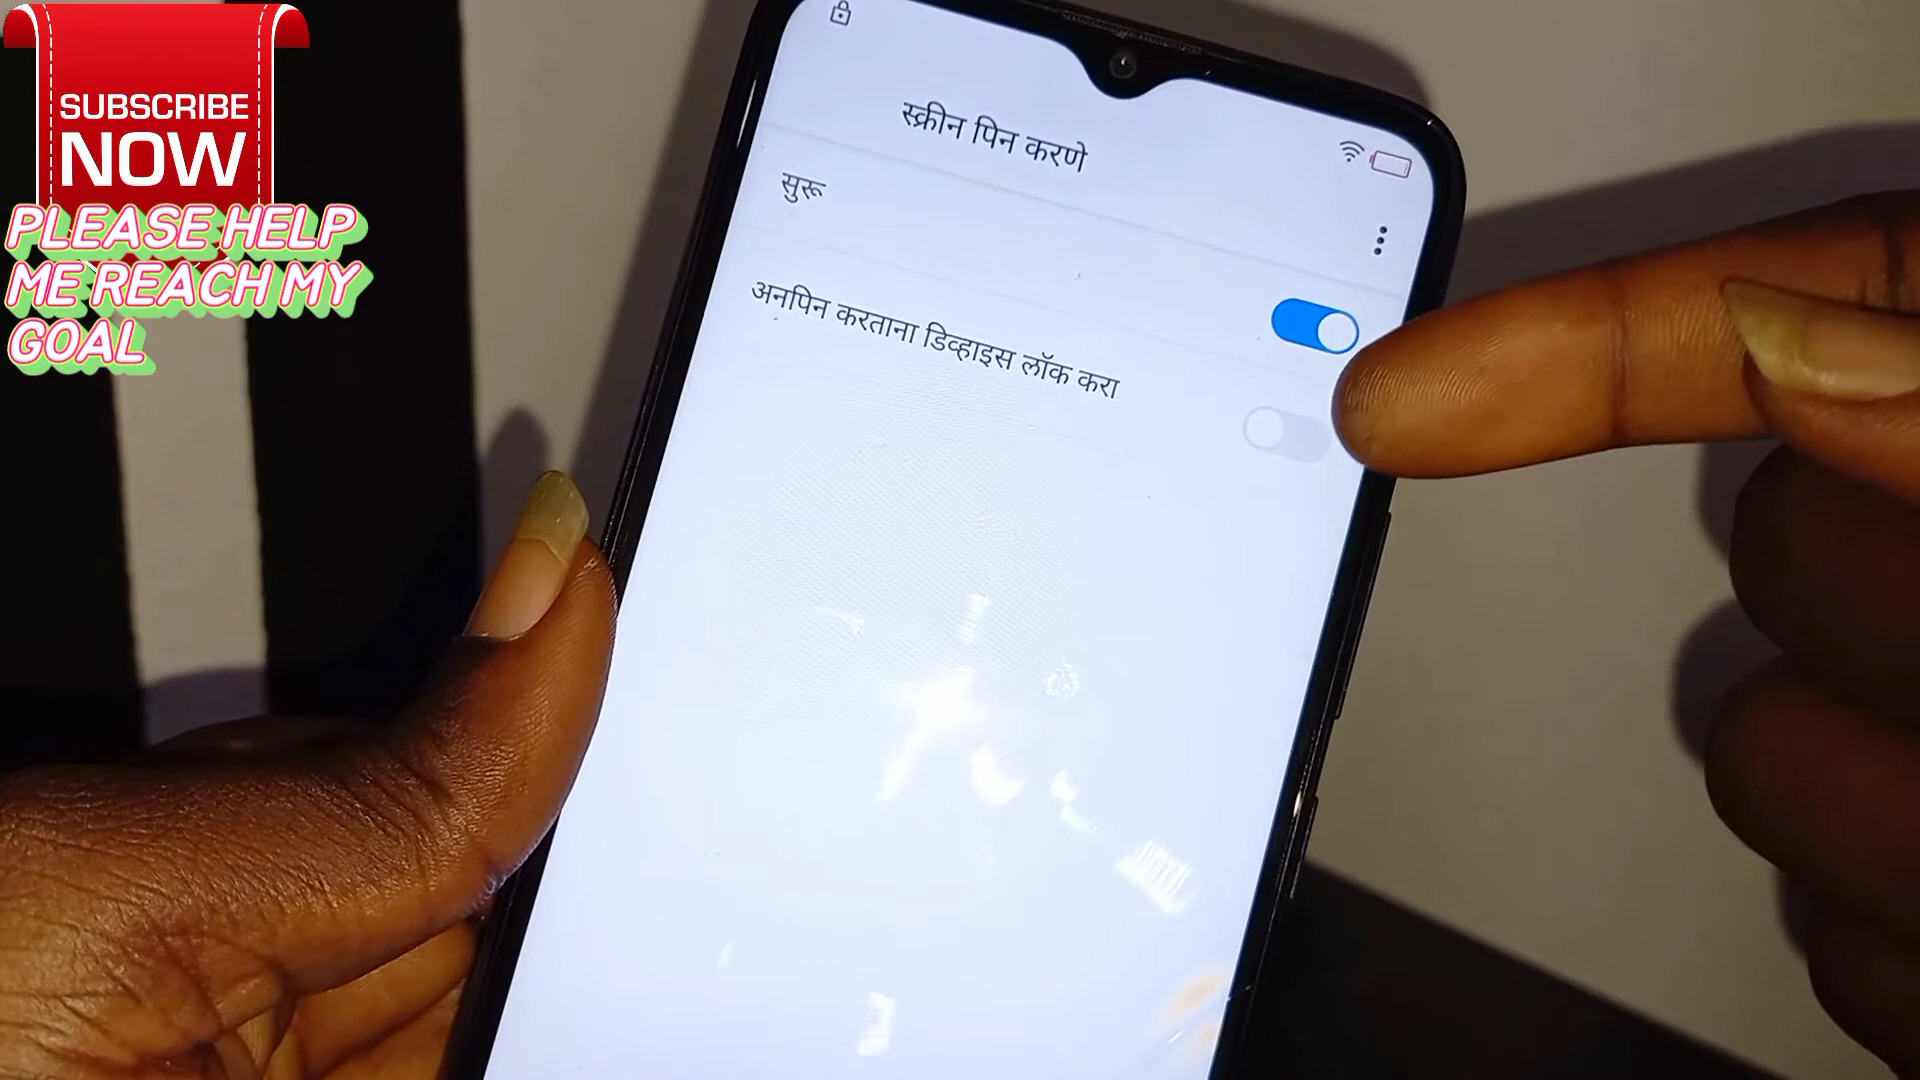 SUBSCRIBE
NOW
PLEASE HELP
ME REACH MY
GOAL
स्क्रीन पिन करणे
सुरू
अनपिन करताना डिव्हाइस लॉक करा